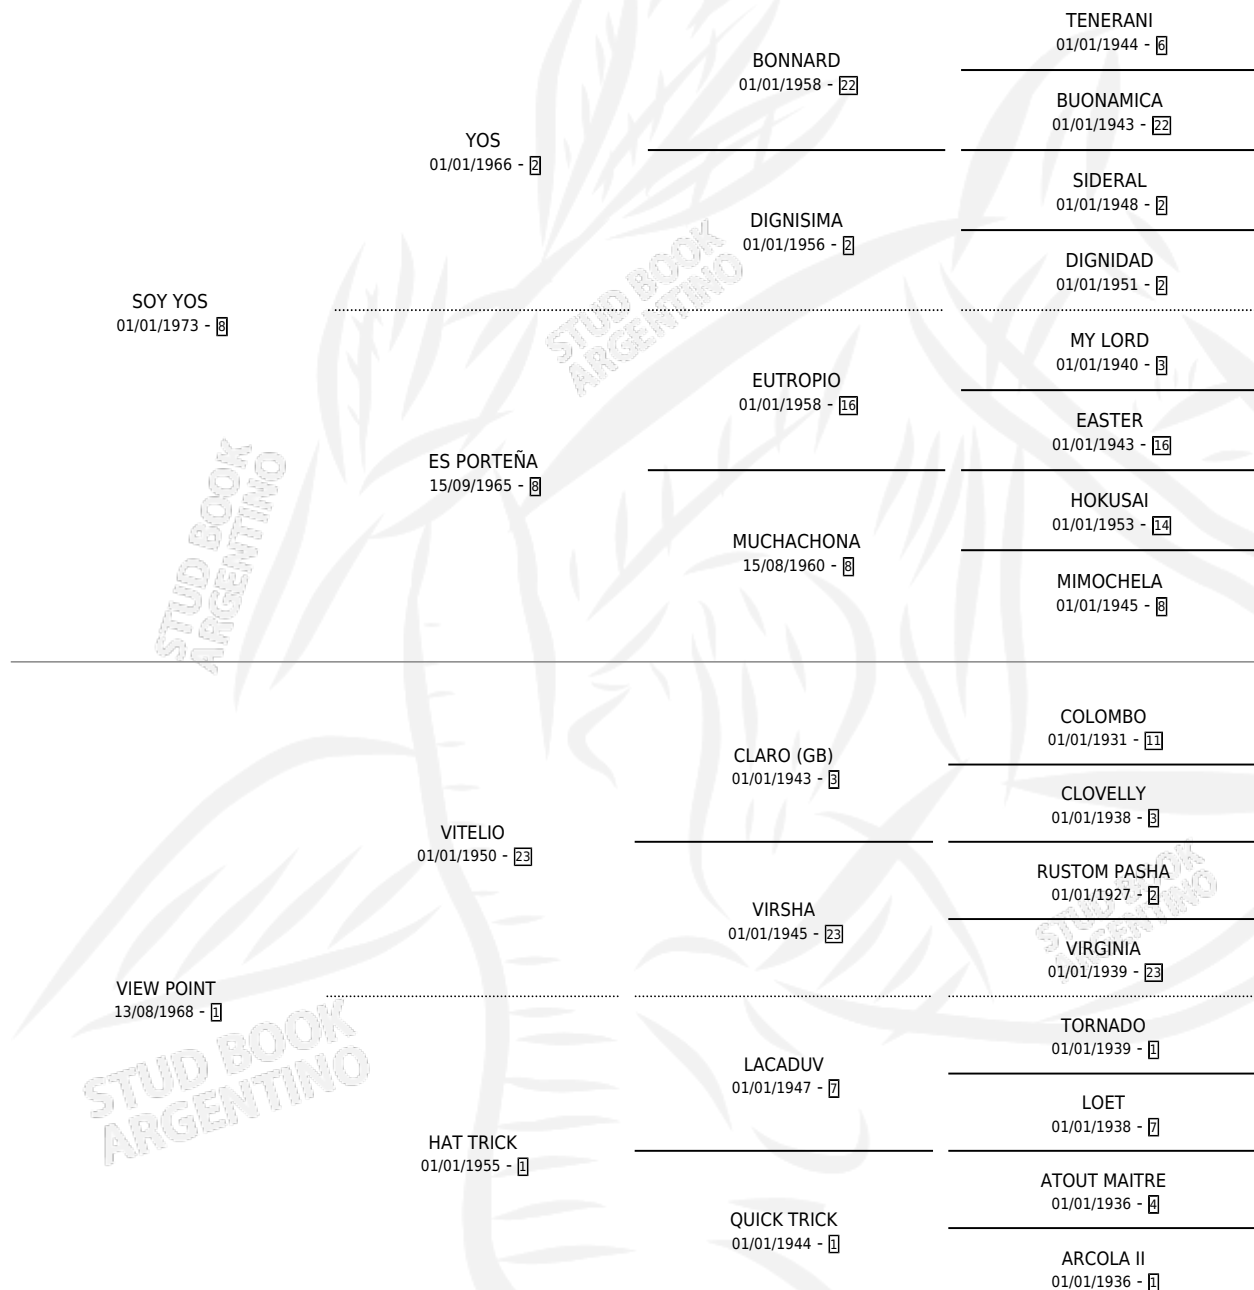 TENERANI
01/01/1944 - 6
BONNARD
01/01/1958 - 22
BUONAMICA
01/01/1943 - 22
YOS
01/01/1966 - 2
SIDERAL
01/01/1948 - 2
DIGNISIMA
01/01/1956 - 2
DIGNIDAD
01/01/1951 - 2
SOY YOS
01/01/1973 - 8
MY LORD
01/01/1940 - 3
EUTROPIO
01/01/1958 - 16
EASTER
01/01/1943 - 16
ES PORTEÑA
15/09/1965 - 8
HOKUSAI
01/01/1953 - 14
MUCHACHONA
15/08/1960 - 8
MIMOCHELA
01/01/1945 - 8
STUD BOOK
ARGENTINO
STUD BOOK
ARGENTINO
COLOMBO
01/01/1931 - 11
CLARO (GB)
01/01/1943 - 3
CLOVELLY
01/01/1938 - 3
VITELIO
01/01/1950 - 23
RUSTOM PASHA
01/01/1927 - 2
VIRSHA
01/01/1945 - 23
VIRGINIA
01/01/1939 - 23
STUD BOOK
ARGENTINO
VIEW POINT
13/08/1968 - 1
TORNADO
01/01/1939 - 1
LACADUV
01/01/1947 - 7
LOET
01/01/1938 - 7
HAT TRICK
01/01/1955 - 1
ATOUT MAITRE
01/01/1936 - 4
QUICK TRICK
01/01/1944 - 1
ARCOLA II
01/01/1936 - 1
STUD BOOK
ARGENTINO